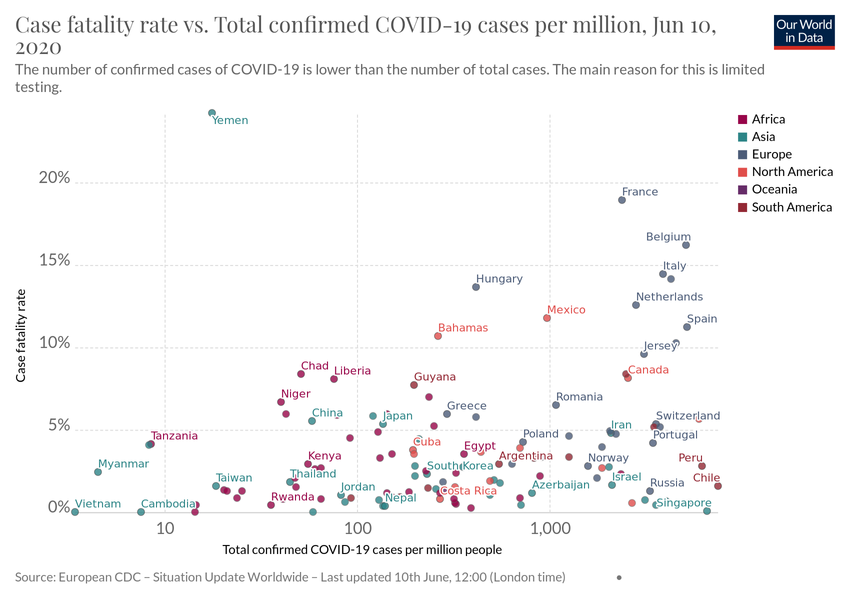 Case fatality rate vs. Total confirmed COVID-19 cases per million, Jun 10,
2020
Our World
in Data
The number of confirmed cases of COVID-19 is lower than the number of total cases. The main reason for this is limited
testing.
Yemen
Africa
Asia
Europe
North America
Oceania
South America
20%
France
Belgium
15%
Italy
Hungary
Netherlands
Mexico
Spain
Bahamas
10%
Jersey
Case fatality rate
Chad
Liberia
Canada
Guyana
Niger
Romania
China
Japan
Greece
Switzerland
5%
Iran
Tanzania
Cuba
Egypt
Poland
Portugal
Kenya
Argentina
Norway
Peru
Myanmar
Thailand
South Korea
Taiwan
Azerbaijan
Israel
Chile
Jordan
Costa Rica
Russia
Rwanda
Nepal
Vietnam
Cambodia
Singapore
0%
10
100
1,000
Total confirmed COVID-19 cases per million people
Source: European CDC – Situation Update Worldwide – Last updated 10th June, 12:00 (London time)